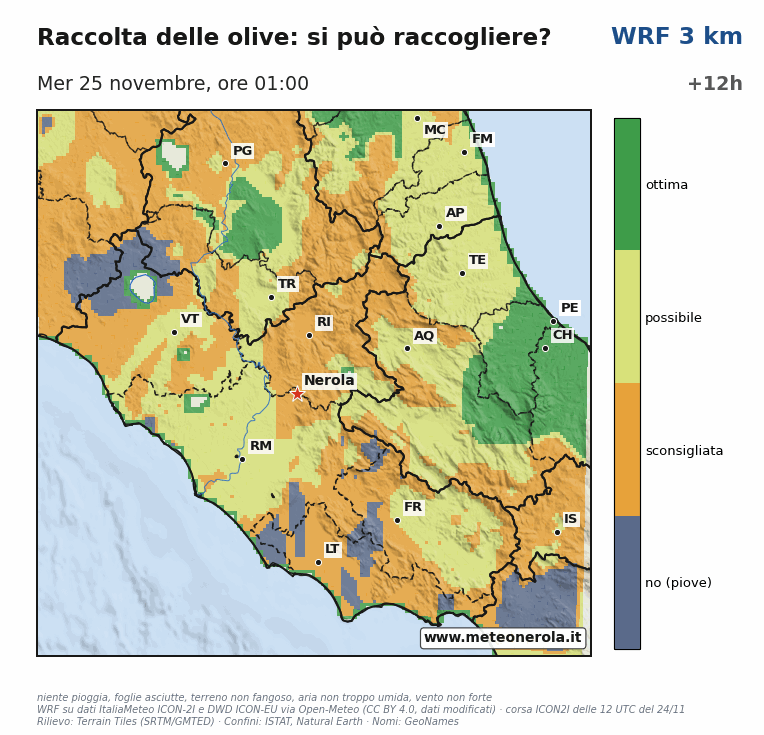 Raccolta delle olive: si può raccogliere?
WRF 3 km
Mer 25 novembre, ore 01:00
+12h
MC
FM
PG
AP
TE
TR
PE
VT
RI
AQ
CH
Nerola
RM
FR
IS
LT
www.meteonerola.it
ottima
possibile
sconsigliata
no (piove)
niente pioggia, foglie asciutte, terreno non fangoso, aria non troppo umida, vento non forte
WRF su dati ItaliaMeteo ICON-2I e DWD ICON-EU via Open-Meteo (CC BY 4.0, dati modificati) · corsa ICON2I delle 12 UTC del 24/11
Rilievo: Terrain Tiles (SRTM/GMTED) · Confini: ISTAT, Natural Earth · Nomi: GeoNames